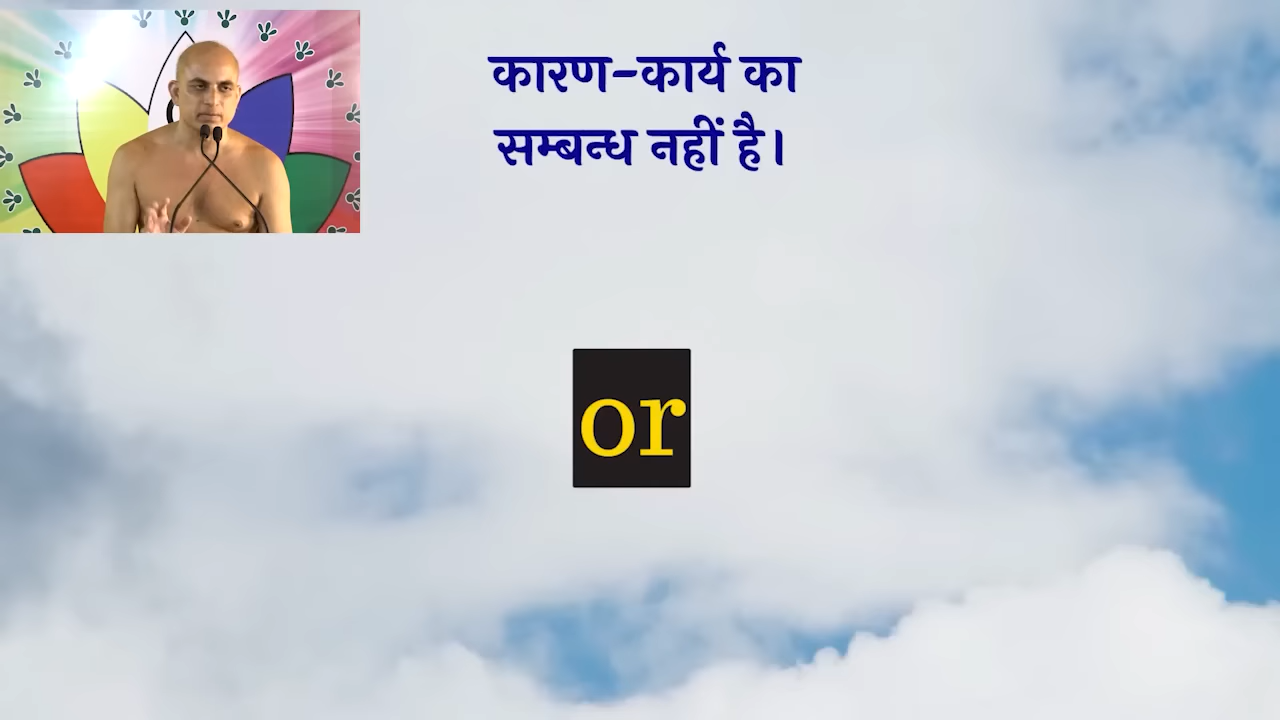 कारण-कार्य का
सम्बन्ध नहीं है।
or